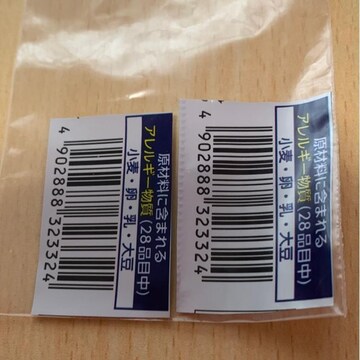 原材料に含まれる
アレルギー物質(28品目中)
小麦・卵・乳・大豆
4 902888 323324
原材料に含まれる
アレルギー物質(28品目中)
小麦・卵・乳・大豆
4 902888 323324